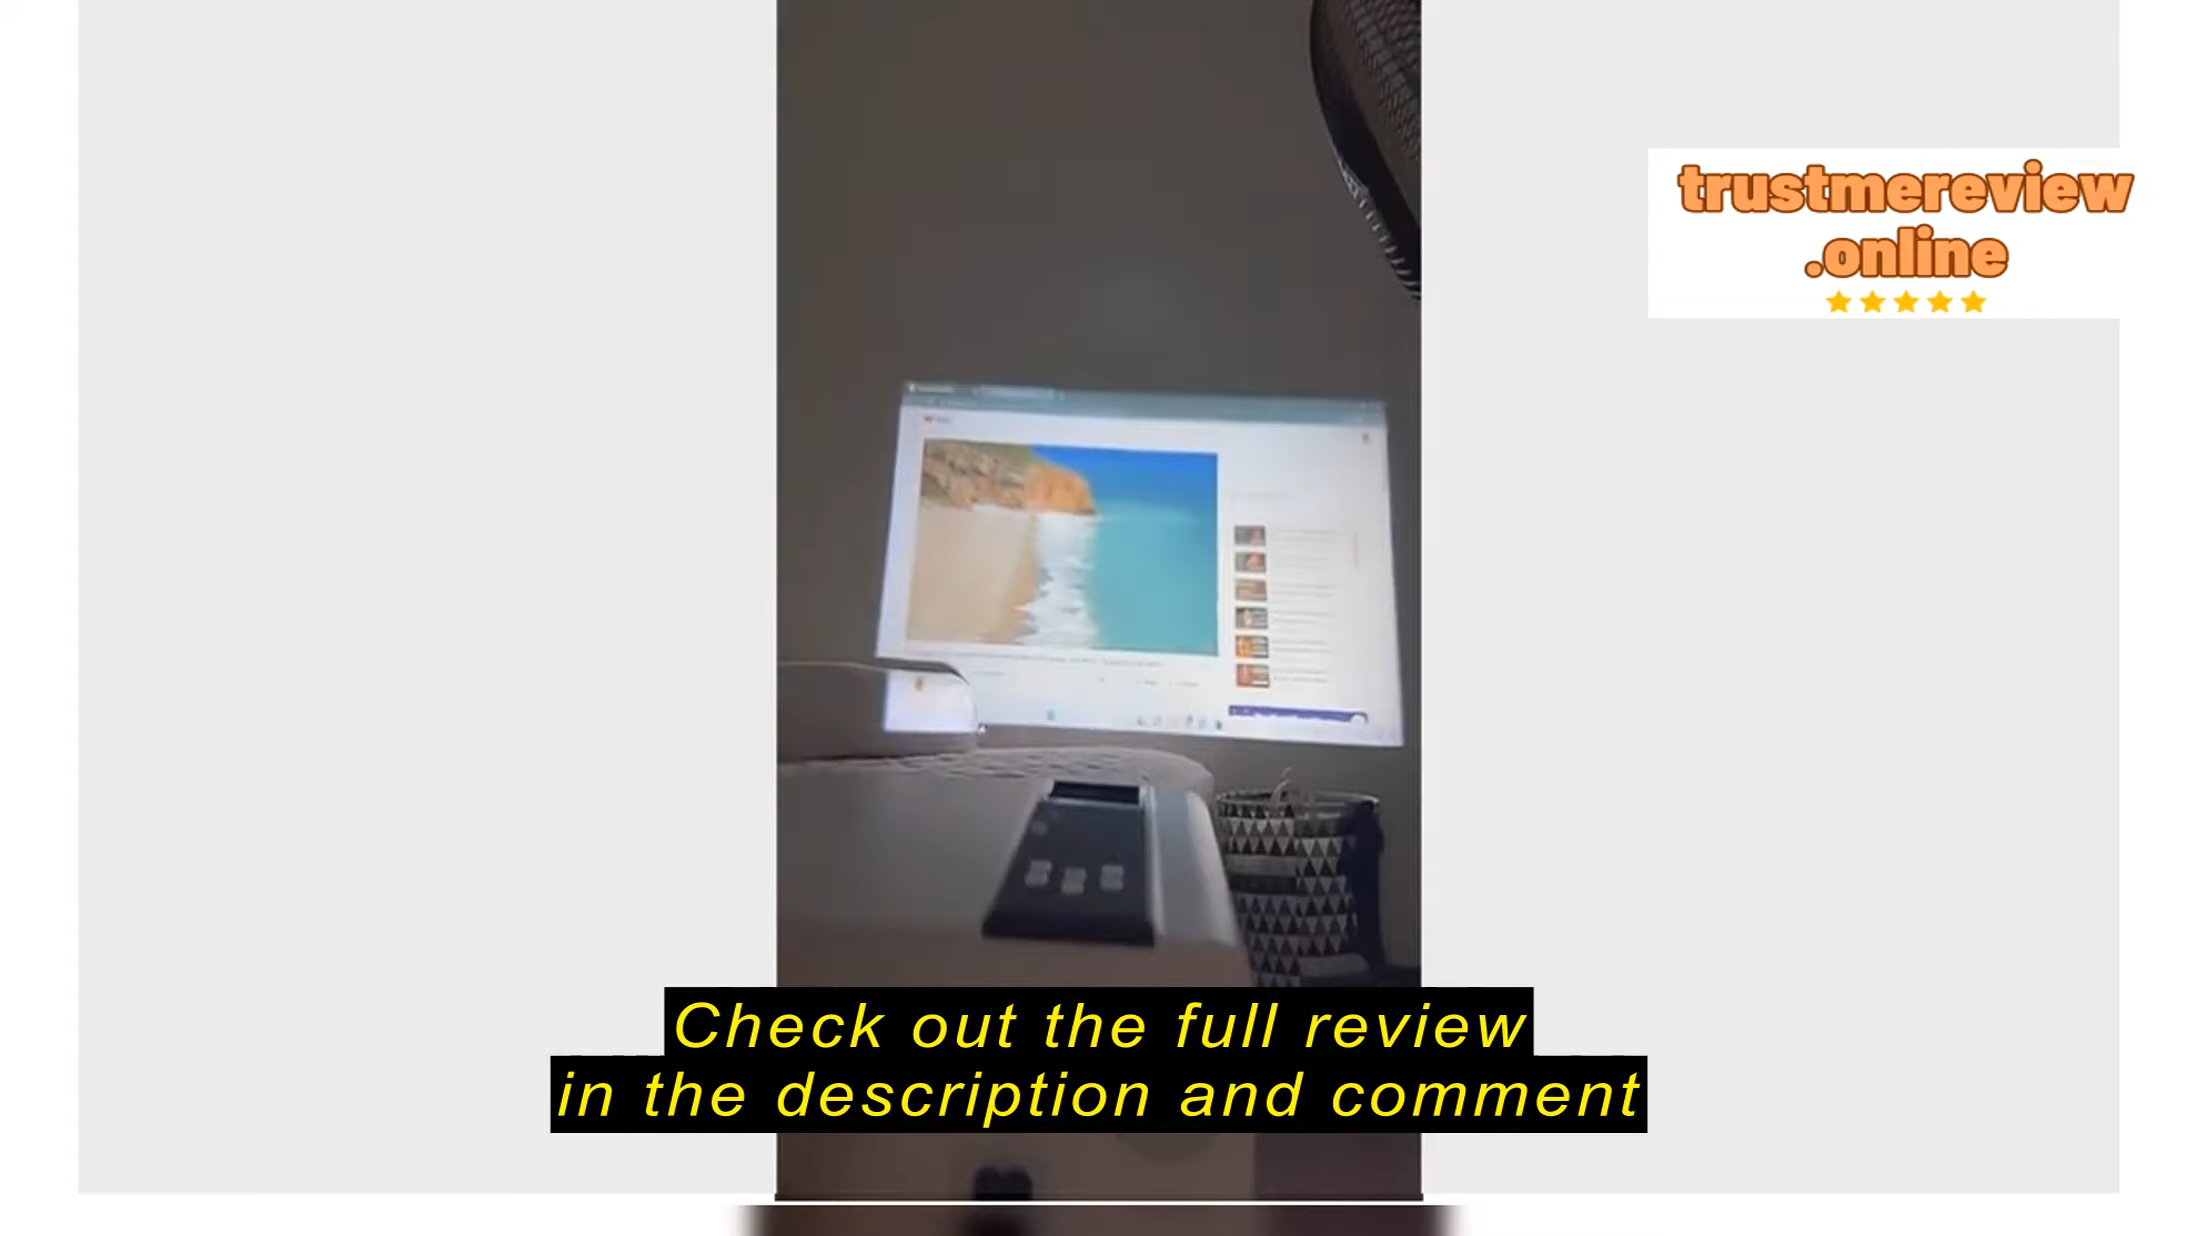 trustmereview
.online
Check out the full review
in the description and comment